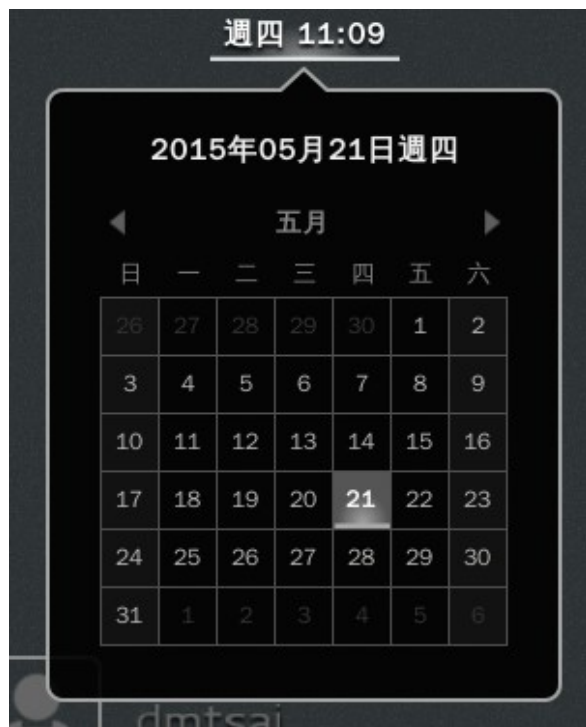 週四 11:09
2015年05月21日週四
五月
日 一 二 三 四 五 六
26 27 28 29 30 1 2
3 4 5 6 7 8 9
10 11 12 13 14 15 16
17 18 19 20 21 22 23
24 25 26 27 28 29 30
31 1 2 3 4 5 6
dmtsai